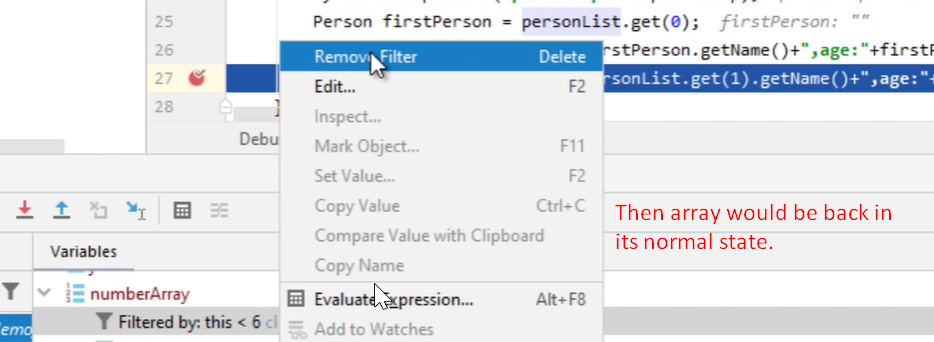 25 Person firstPerson = personList.get(0); firstPerson: ""
26 rstPerson.getName()+",age:"+firstP
27 rsonList.get(1).getName()+",age:"+
28 }
Remove Filter Delete
Edit... F2
Inspect...
Mark Object... F11
Set Value... F2
Copy Value Ctrl+C
Compare Value with Clipboard
Copy Name
Evaluate Expression... Alt+F8
Add to Watches
Debu
Then array would be back in
its normal state.
Variables
numberArray
Filtered by: this < 6 cl
emo